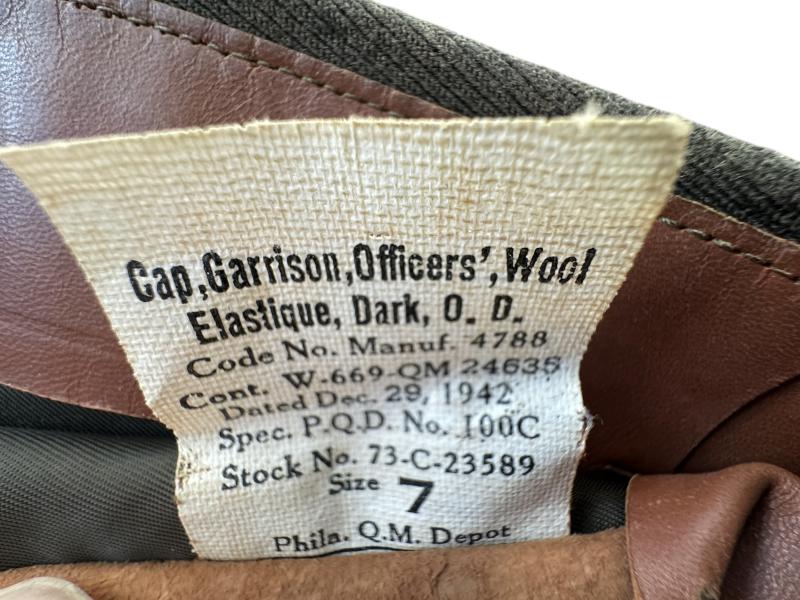 Cap,Garrison,Officers',Wool
Elastique, Dark, O. D.
Code No. Manuf. 4788
Cont. W-669-QM 24635
Dated Dec. 29, 1942
Spec. P.Q.D. No. 100C
Stock No. 73-C-23589
Size 7
Phila. Q.M. Depot